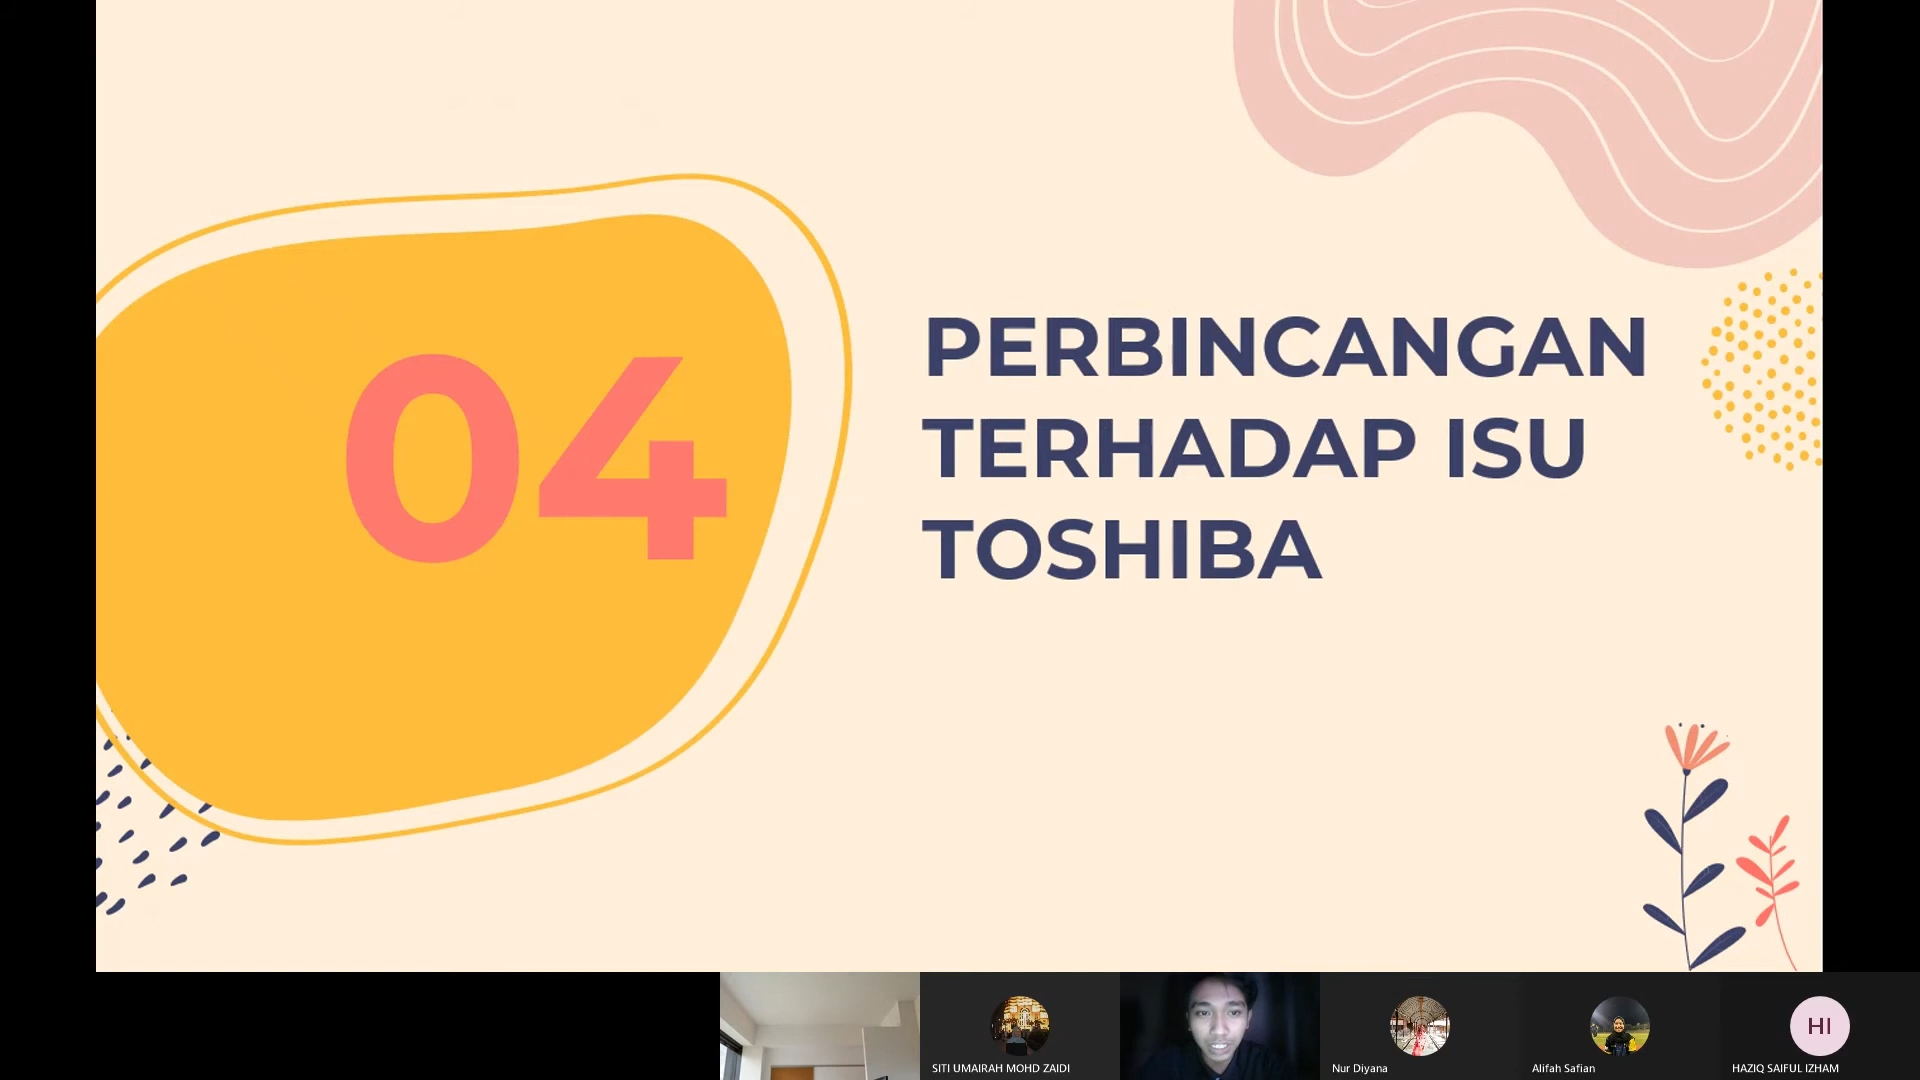 04
PERBINCANGAN
TERHADAP ISU
TOSHIBA
SITI UMAIRAH MOHD ZAIDI
Nur Diyana
Alifah Safian
HI
HAZIQ SAIFUL IZHAM